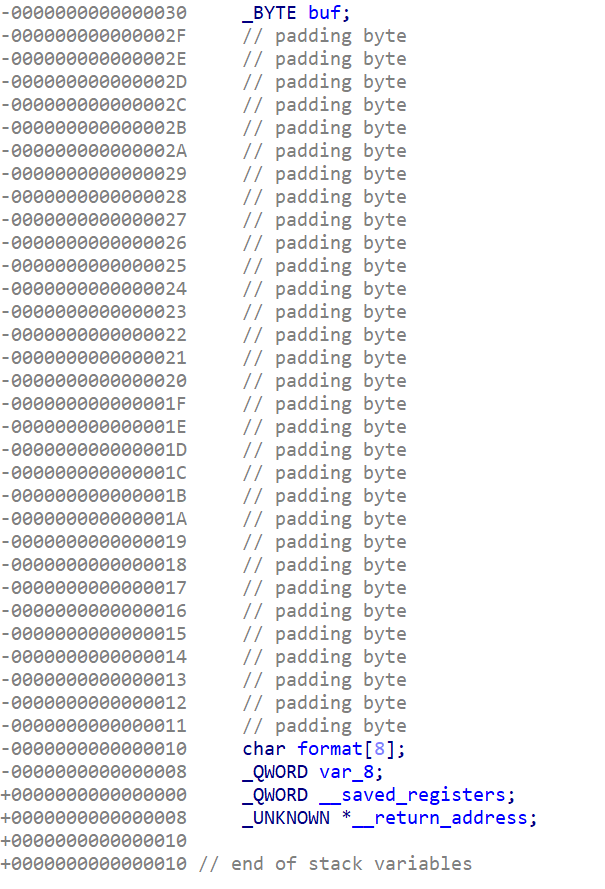 -0000000000000030     _BYTE buf;
-000000000000002F     // padding byte
-000000000000002E     // padding byte
-000000000000002D     // padding byte
-000000000000002C     // padding byte
-000000000000002B     // padding byte
-000000000000002A     // padding byte
-0000000000000029     // padding byte
-0000000000000028     // padding byte
-0000000000000027     // padding byte
-0000000000000026     // padding byte
-0000000000000025     // padding byte
-0000000000000024     // padding byte
-0000000000000023     // padding byte
-0000000000000022     // padding byte
-0000000000000021     // padding byte
-0000000000000020     // padding byte
-000000000000001F     // padding byte
-000000000000001E     // padding byte
-000000000000001D     // padding byte
-000000000000001C     // padding byte
-000000000000001B     // padding byte
-000000000000001A     // padding byte
-0000000000000019     // padding byte
-0000000000000018     // padding byte
-0000000000000017     // padding byte
-0000000000000016     // padding byte
-0000000000000015     // padding byte
-0000000000000014     // padding byte
-0000000000000013     // padding byte
-0000000000000012     // padding byte
-0000000000000011     // padding byte
-0000000000000010     char format[8];
-0000000000000008     _QWORD var_8;
+0000000000000000     _QWORD __saved_registers;
+0000000000000008     _UNKNOWN *__return_address;
+0000000000000010
+0000000000000010 // end of stack variables